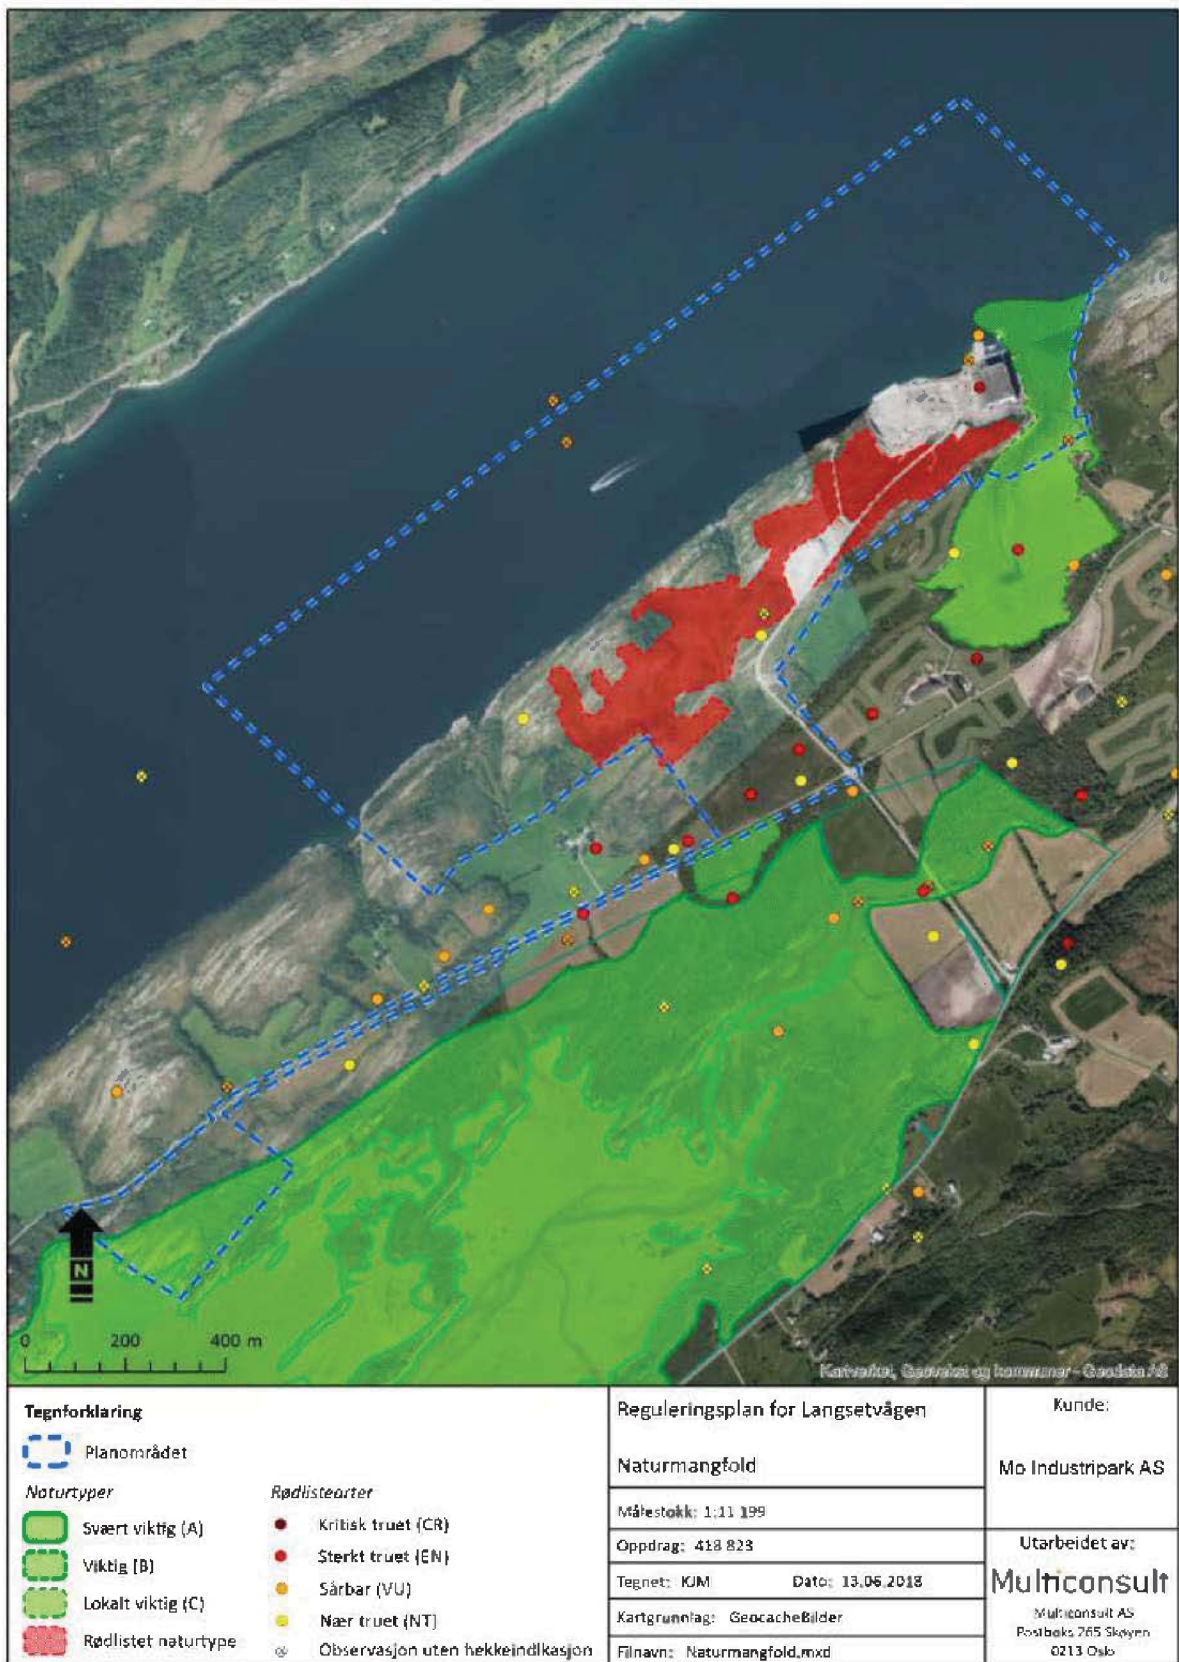 N
0 200 400 m
Kartverket, Geovekst og kommuner - Geodata AS
Tegnforklaring
Planområdet
Naturtyper
Svært viktig (A)
Viktig (B)
Lokalt viktig (C)
Rødlistet naturtype
Rødlistearter
Kritisk truet (CR)
Sterkt truet (EN)
Sårbar (VU)
Nær truet (NT)
Observasjon uten hekkeindikasjon
Reguleringsplan for Langsetvågen
Naturmangfold
Målestokk: 1:11 199
Oppdrag: 418 823
Tegnet: KJM Dato: 13.06.2018
Kartgrunnlag: GeocacheBilder
Filnavn: Naturmangfold.mxd
Kunde:
Mo Industripark AS
Utarbeidet av:
Multiconsult
Multiconsult AS
Postboks 265 Skøyen
0213 Oslo